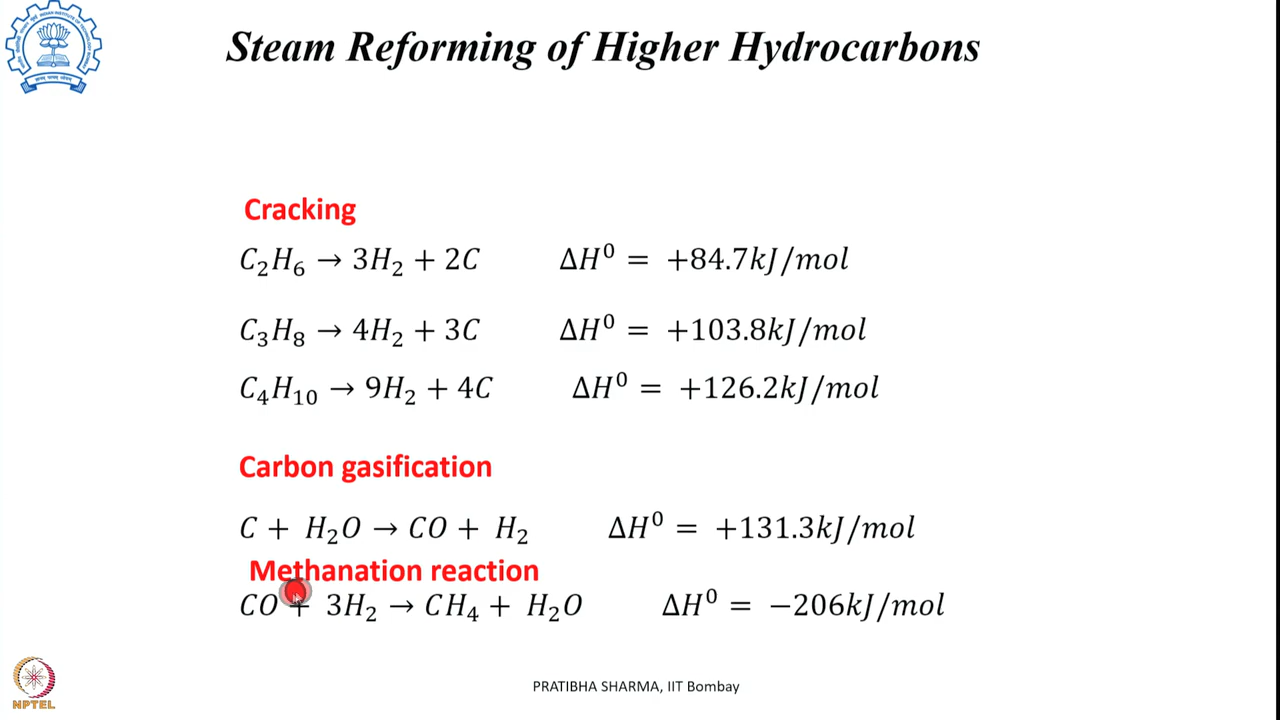 Steam Reforming of Higher Hydrocarbons
Cracking
C₂H₆ → 3H₂ + 2C ΔH⁰ = +84.7kJ/mol
C₃H₈ → 4H₂ + 3C ΔH⁰ = +103.8kJ/mol
C₄H₁₀ → 9H₂ + 4C ΔH⁰ = +126.2kJ/mol
Carbon gasification
C + H₂O → CO + H₂ ΔH⁰ = +131.3kJ/mol
Methanation reaction
CO + 3H₂ → CH₄ + H₂O ΔH⁰ = −206kJ/mol
PRATIBHA SHARMA, IIT Bombay
NPTEL